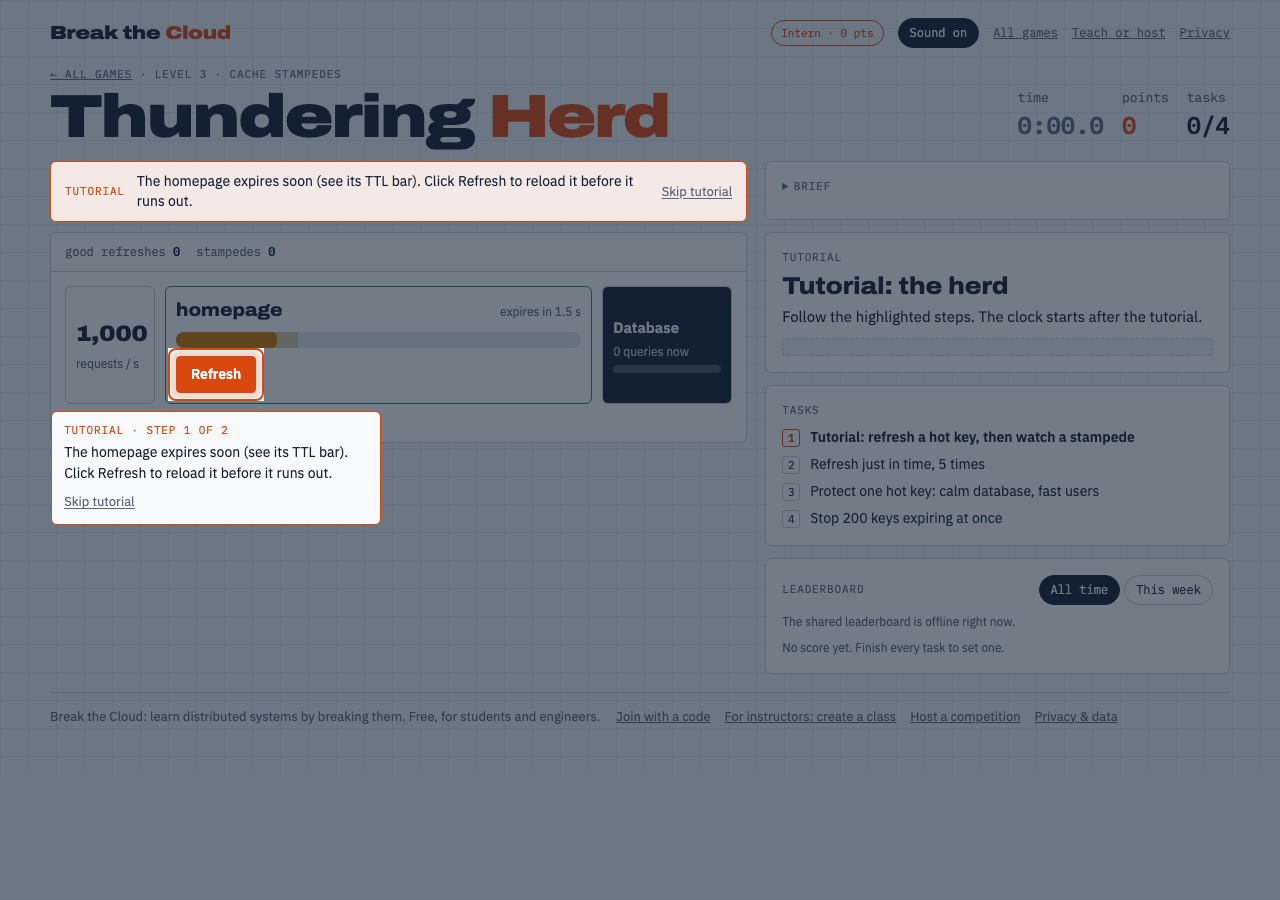 Break the Cloud
Intern · 0 pts
Sound on
All games
Teach or host
Privacy
← ALL GAMES · LEVEL 3 · CACHE STAMPEDES
Thundering Herd
time
0:00.0
points
0
tasks
0/4
TUTORIAL
The homepage expires soon (see its TTL bar). Click Refresh to reload it before it
runs out.
Skip tutorial
good refreshes 0 stampedes 0
1,000
requests / s
homepage
expires in 1.5 s
Refresh
Database
0 queries now
TUTORIAL · STEP 1 OF 2
The homepage expires soon (see its TTL bar).
Click Refresh to reload it before it runs out.
Skip tutorial
BRIEF
TUTORIAL
Tutorial: the herd
Follow the highlighted steps. The clock starts after the tutorial.
TASKS
1 Tutorial: refresh a hot key, then watch a stampede
2 Refresh just in time, 5 times
3 Protect one hot key: calm database, fast users
4 Stop 200 keys expiring at once
LEADERBOARD
All time
This week
The shared leaderboard is offline right now.
No score yet. Finish every task to set one.
Break the Cloud: learn distributed systems by breaking them. Free, for students and engineers.
Join with a code
For instructors: create a class
Host a competition
Privacy & data